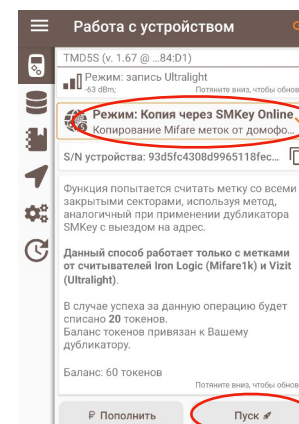 Работа с устройством
TMD5S (v. 1.67 @ ...84:D1)
Режим: запись Ultralight
-63 dBm;
Потяните вниз, чтобы обнов
Режим: Копия через SMKey Online
Копирование Mifare меток от домофо...
S/N устройства: 93d5fc4308d9965118fec...
Функция попытается считать метку со всеми
закрытыми секторами, используя метод,
аналогичный при применении дубликатора
SMKey с выездом на адрес.
Данный способ работает только с метками
от считывателей Iron Logic (Mifare1k) и Vizit
(Ultralight).
В случае успеха за данную операцию будет
списано 20 токенов.
Баланс токенов привязан к Вашему
дубликатору.
Баланс: 60 токенов
Потяните вниз, чтобы обнов
₽ Пополнить
Пуск